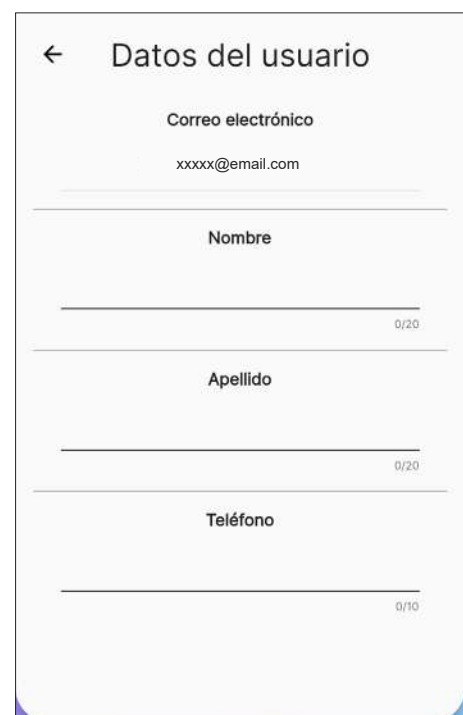 Datos del usuario
Correo electrónico
xxxxx@email.com
Nombre
0/20
Apellido
0/20
Teléfono
0/10